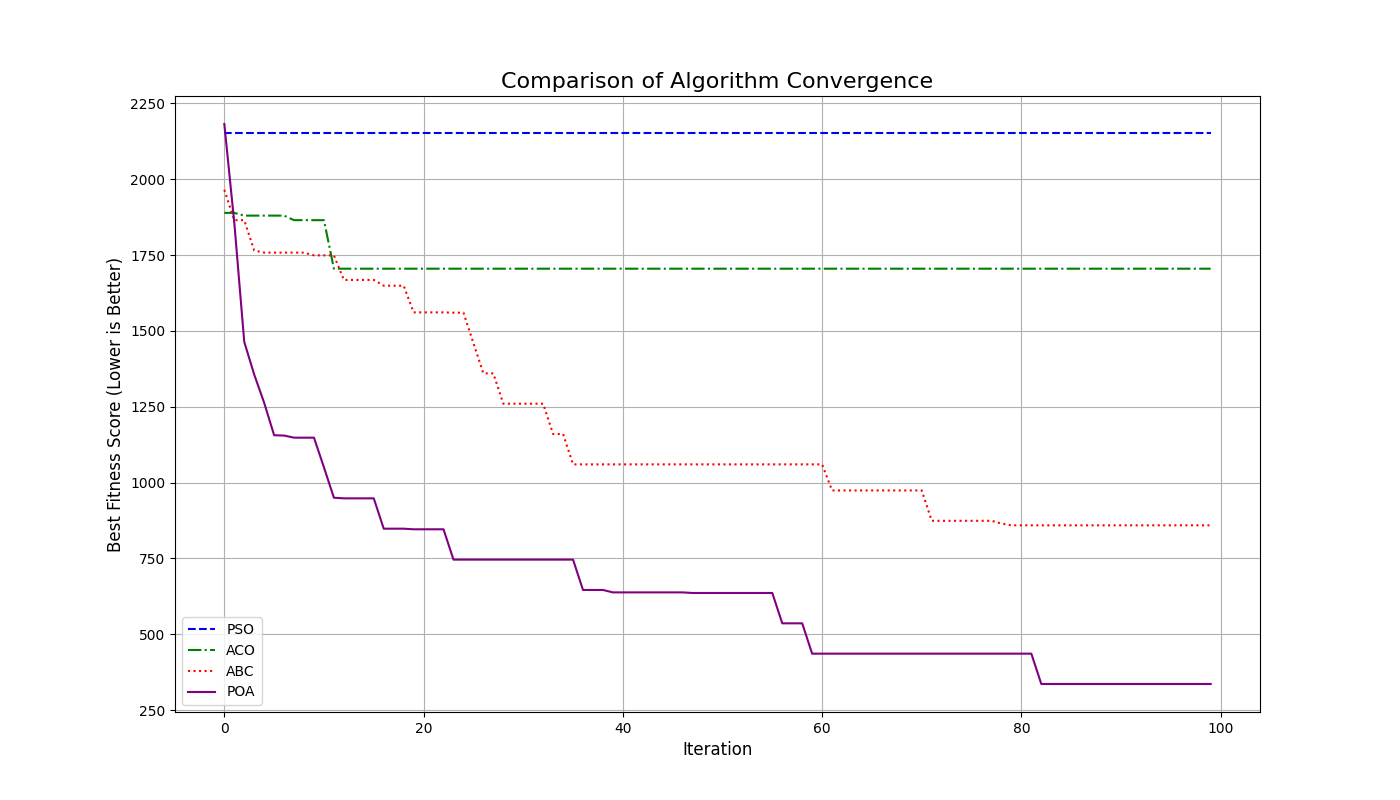 Comparison of Algorithm Convergence
Best Fitness Score (Lower is Better)
2250
2000
1750
1500
1250
1000
750
500
250
PSO
ACO
ABC
POA
0
20
40
60
80
100
Iteration